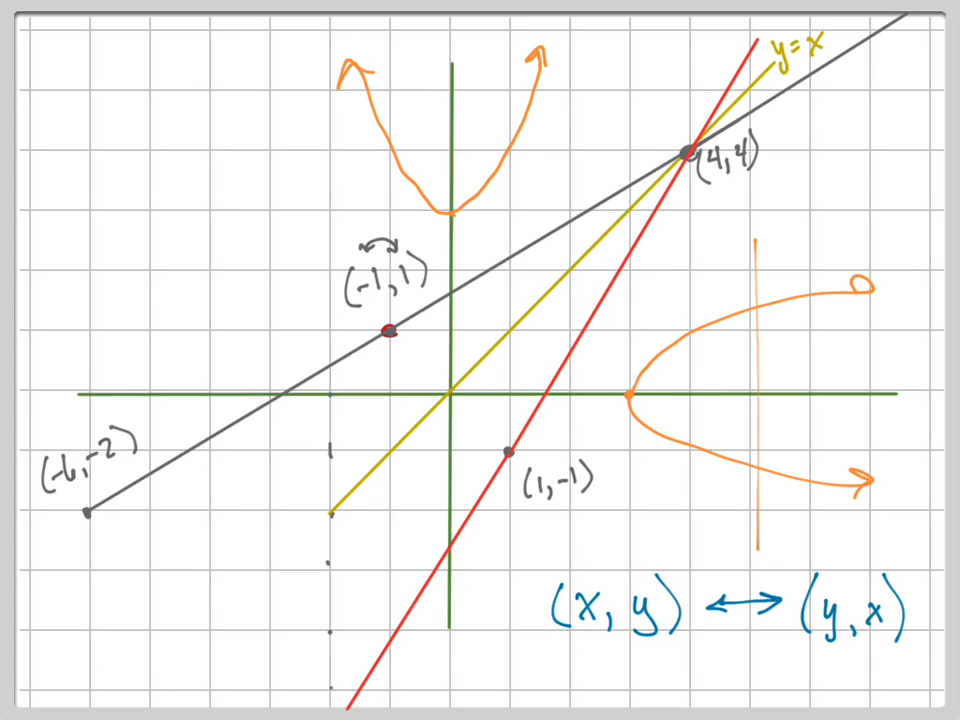 y=x
(4,4)
(-1,1)
(-6,-2)
(1,-1)
(x,y) ↔ (y,x)